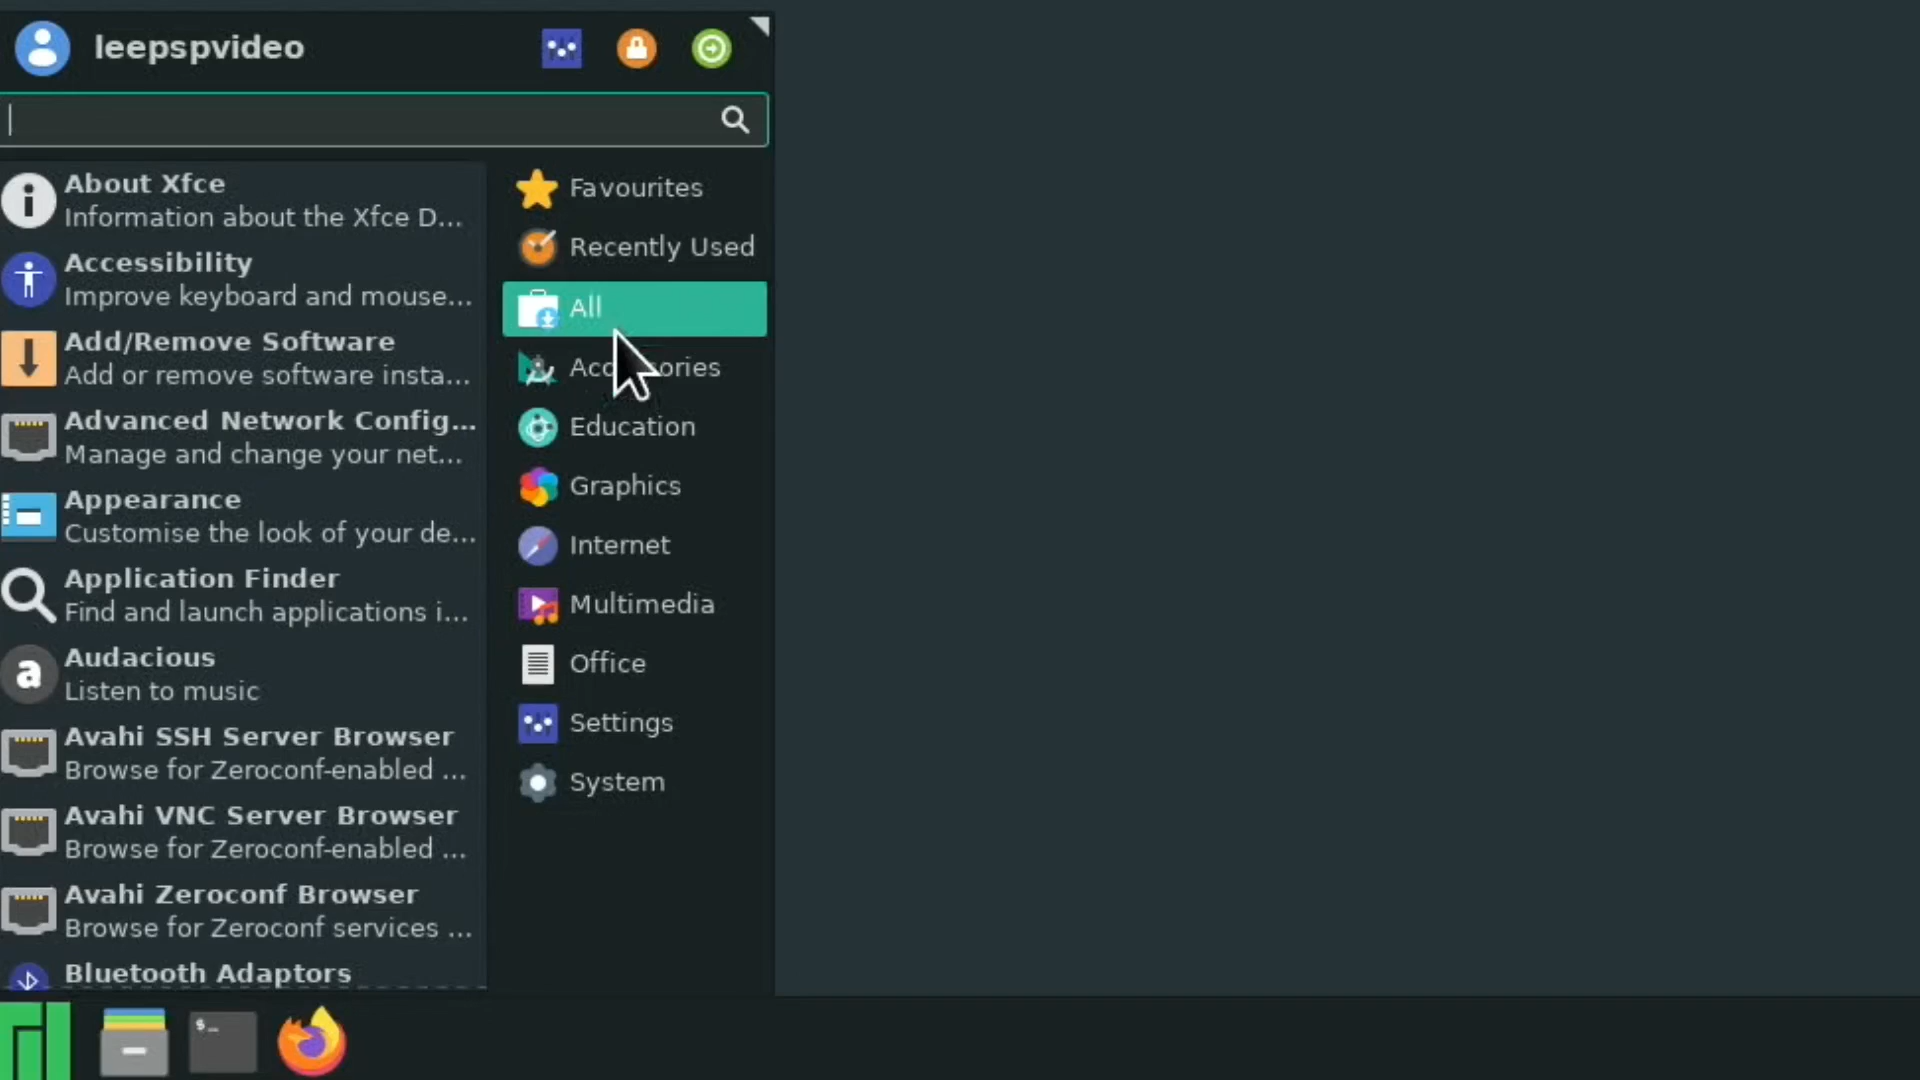 leepspvideo
About Xfce
Information about the Xfce D...
Accessibility
Improve keyboard and mouse...
Add/Remove Software
Add or remove software insta...
Advanced Network Config...
Manage and change your net...
Appearance
Customise the look of your de...
Application Finder
Find and launch applications i...
Audacious
Listen to music
Avahi SSH Server Browser
Browse for Zeroconf-enabled ...
Avahi VNC Server Browser
Browse for Zeroconf-enabled ...
Avahi Zeroconf Browser
Browse for Zeroconf services ...
Bluetooth Adaptors
Favourites
Recently Used
All
Accessories
Education
Graphics
Internet
Multimedia
Office
Settings
System
$_